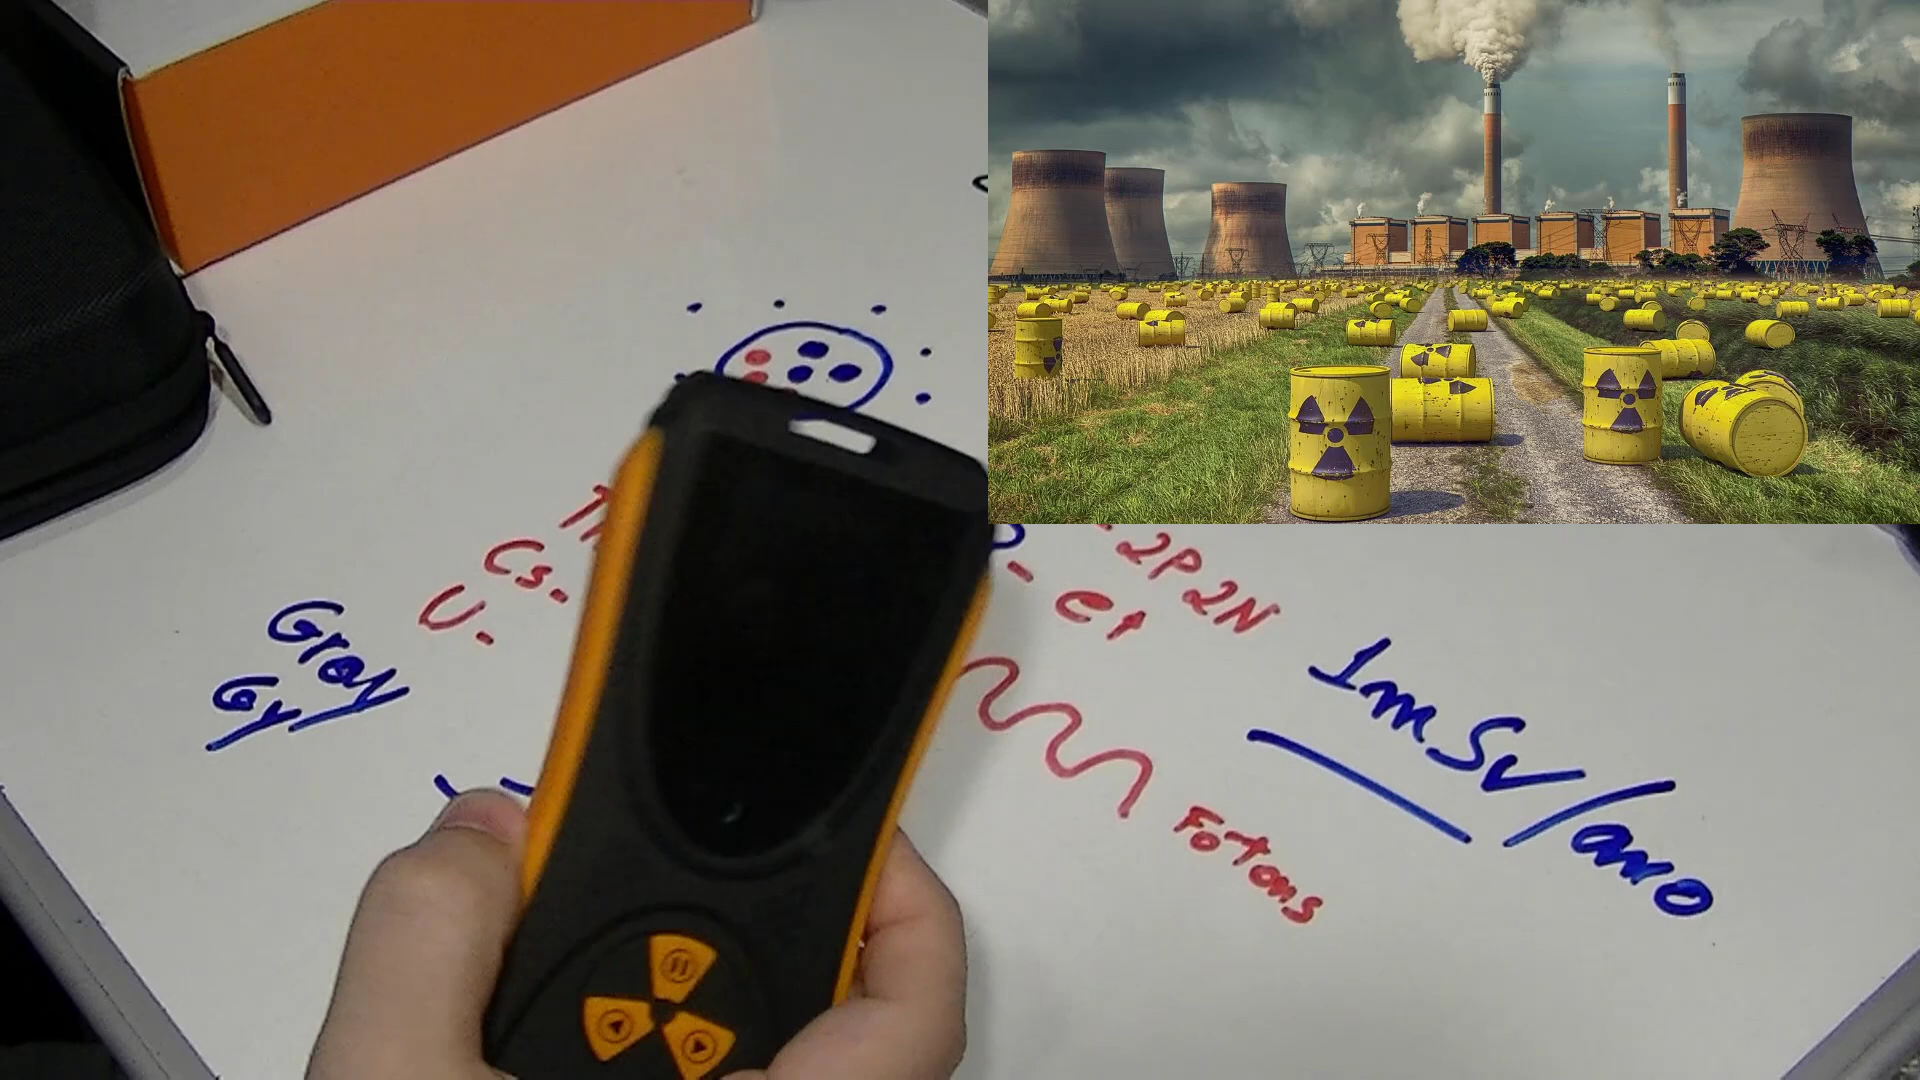 Cs-
U-
Gray
Gy
2P2N
- e+
Fotons
1mSv/ano